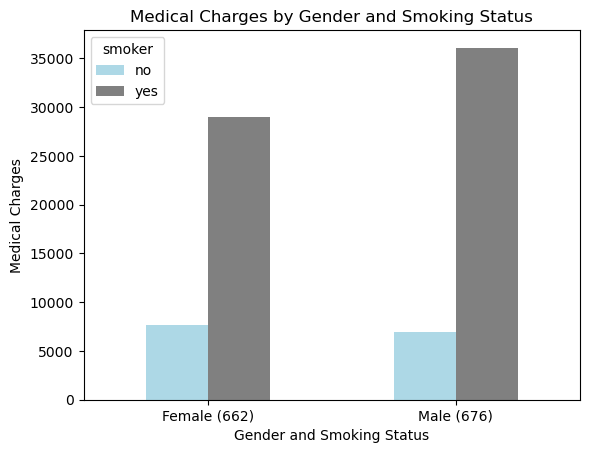 Medical Charges by Gender and Smoking Status
smoker
no
yes
35000
30000
25000
20000
15000
10000
5000
0
Medical Charges
Female (662)
Male (676)
Gender and Smoking Status